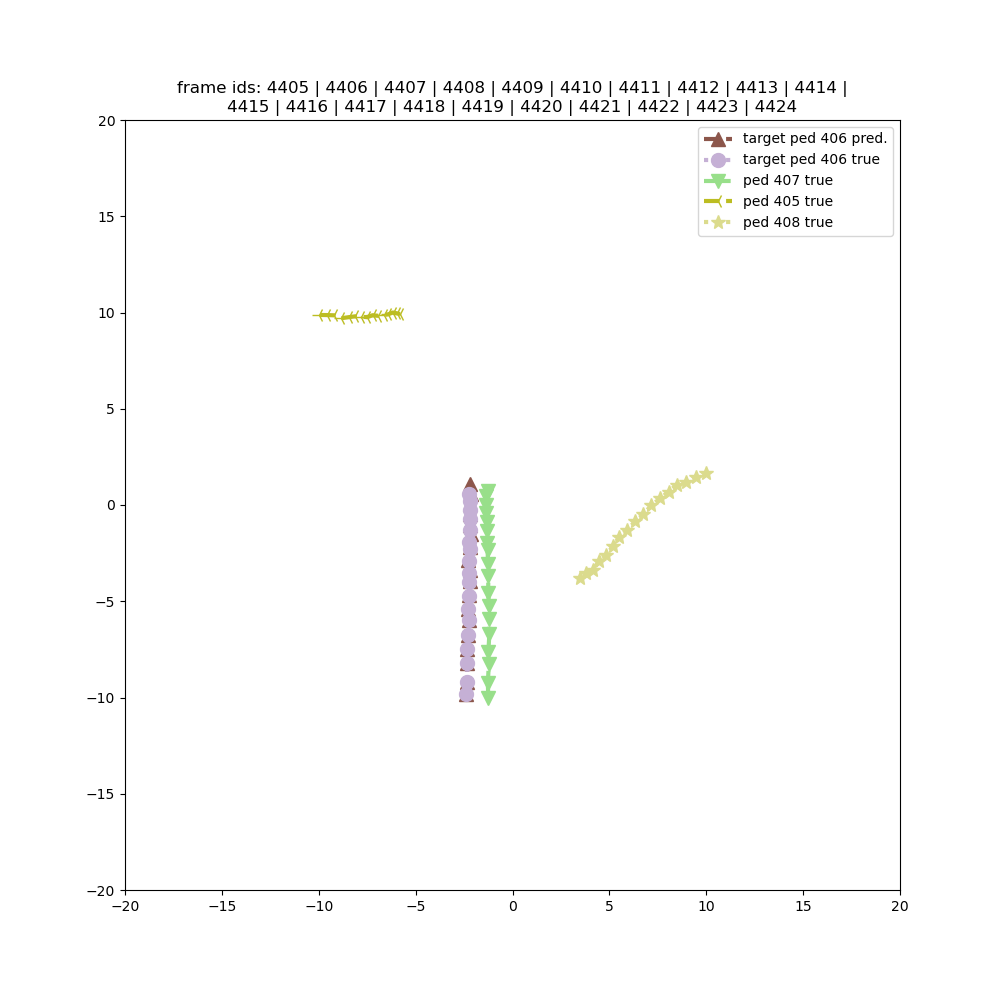 frame ids: 4405 | 4406 | 4407 | 4408 | 4409 | 4410 | 4411 | 4412 | 4413 | 4414 |
4415 | 4416 | 4417 | 4418 | 4419 | 4420 | 4421 | 4422 | 4423 | 4424
target ped 406 pred.
target ped 406 true
ped 407 true
ped 405 true
ped 408 true
20
15
10
5
0
−5
−10
−15
−20
−20 −15 −10 −5 0 5 10 15 20